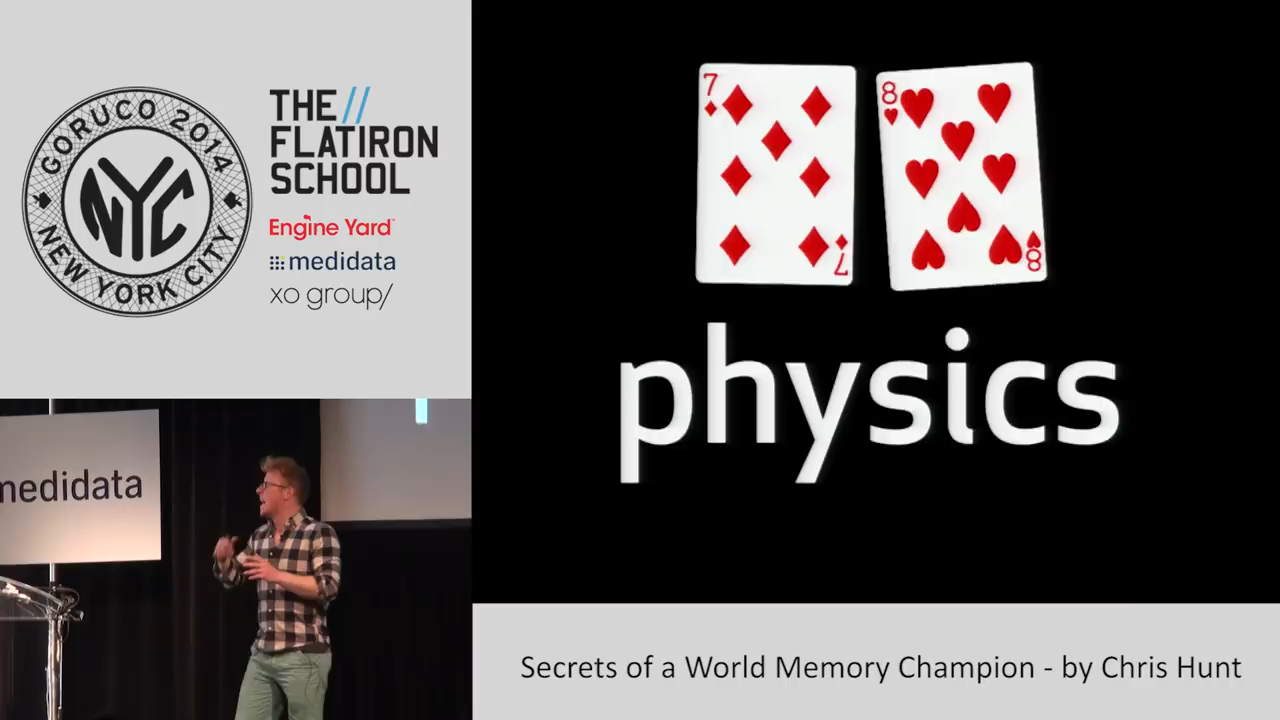 GORUCO 2014
NYC
NEW YORK CITY
THE //
FLATIRON
SCHOOL
Engine Yard
medidata
xo group/
medidata
7
7
8
8
physics
Secrets of a World Memory Champion - by Chris Hunt